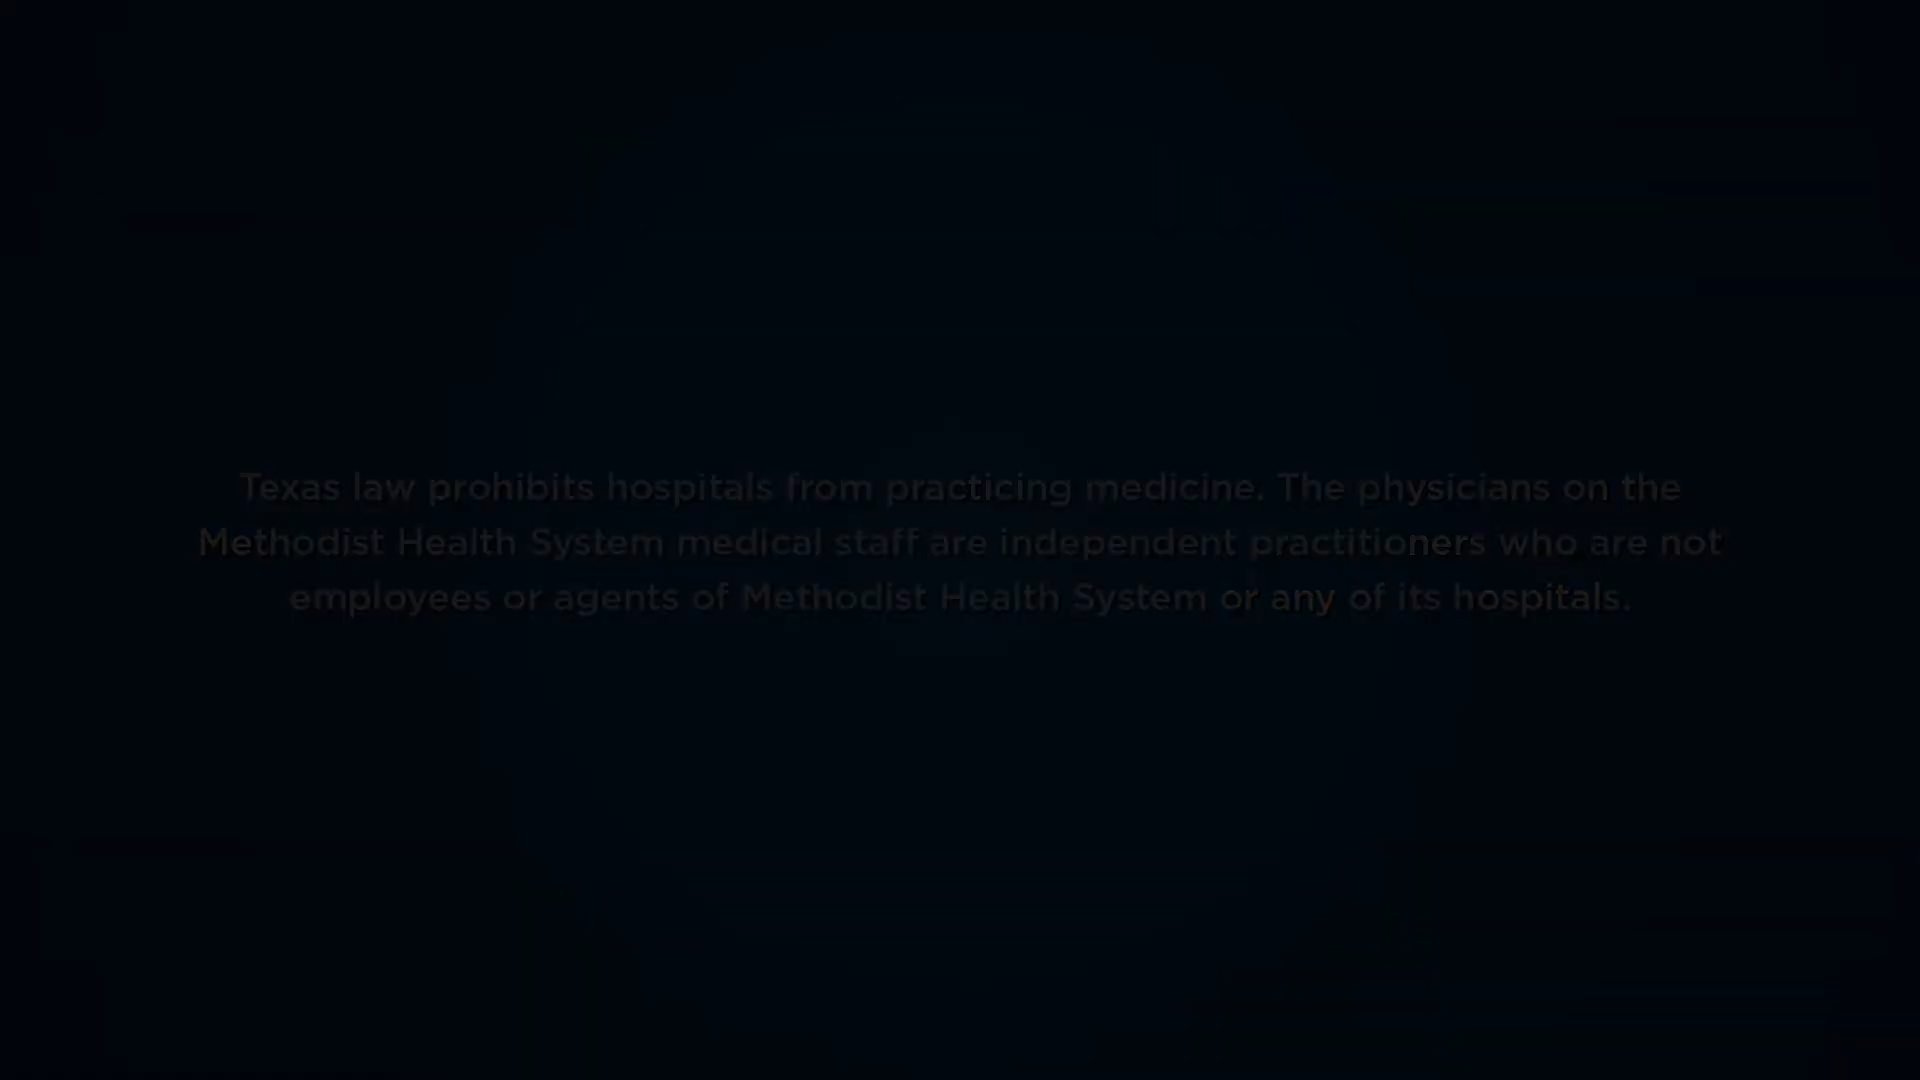 Texas law prohibits hospitals from practicing medicine. The physicians on the
Methodist Health System medical staff are independent practitioners who are not
employees or agents of Methodist Health System or any of its hospitals.